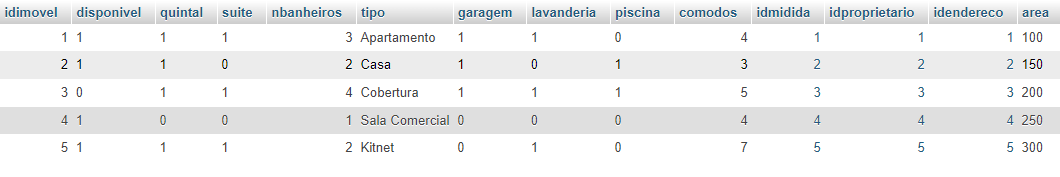 idimovel disponivel quintal suite nbanheiros tipo garagem lavanderia piscina comodos idmidida idproprietario idendereco area
1 1 1 1 3 Apartamento 1 1 0 4 1 1 1 100
2 1 1 0 2 Casa 1 0 1 3 2 2 2 150
3 0 1 1 4 Cobertura 1 1 1 5 3 3 3 200
4 1 0 0 1 Sala Comercial 0 0 0 4 4 4 4 250
5 1 1 1 2 Kitnet 0 1 0 7 5 5 5 300